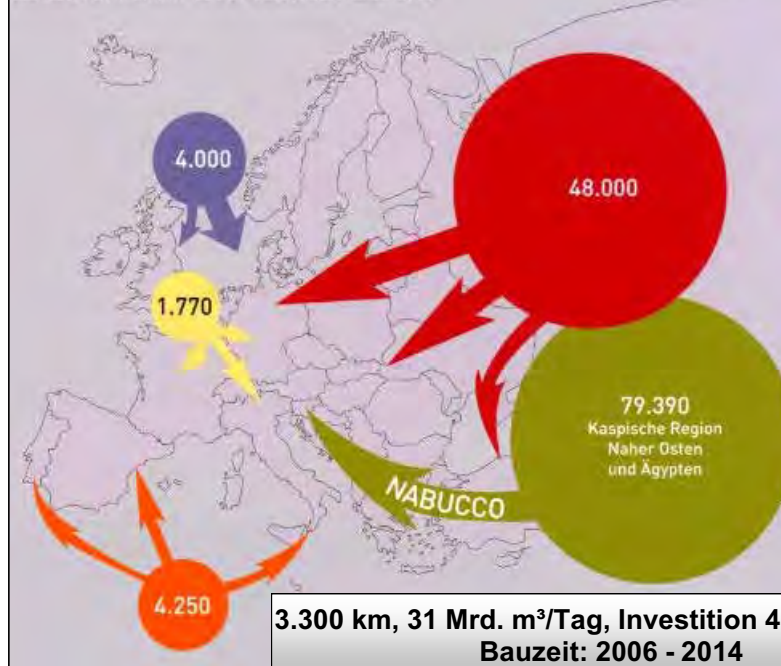 4.000
48.000
1.770
79.390
Kaspische Region
Naher Osten
und Ägypten
NABUCCO
4.250
3.300 km, 31 Mrd. m³/Tag, Investition 4
Bauzeit: 2006 - 2014